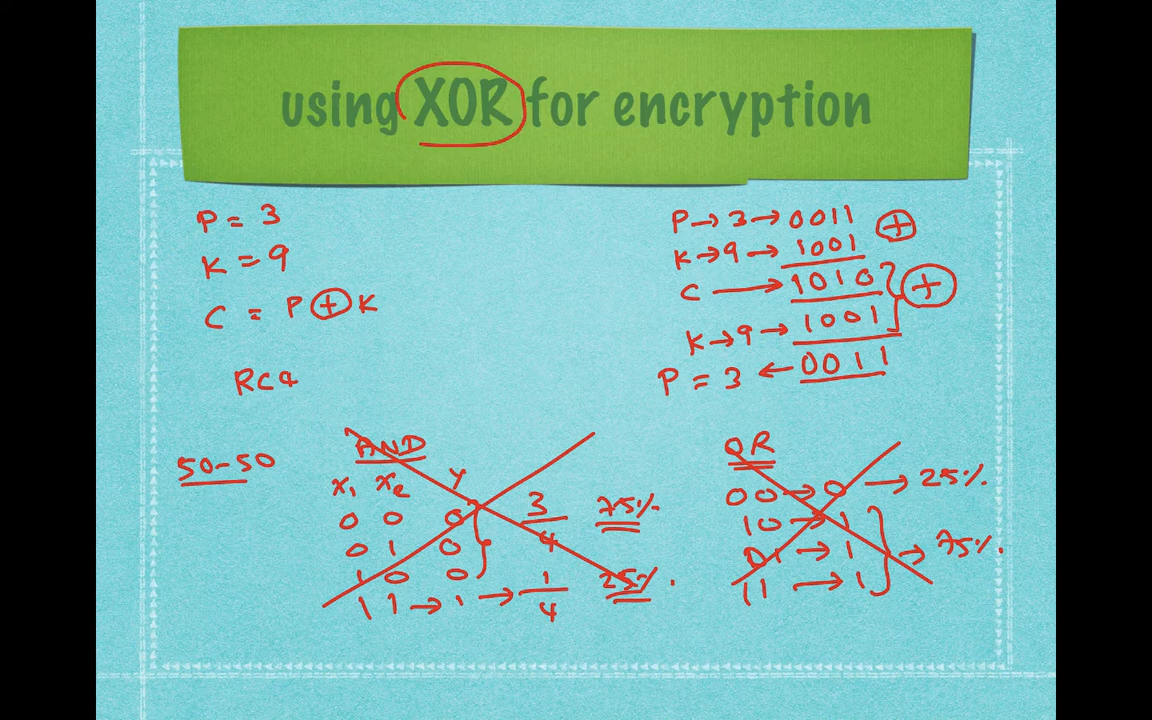 using XOR for encryption
P = 3
K = 9
C = P ⊕ K
RC4
50-50
P → 3 → 0011 ⊕
K → 9 → 1001
C → 1010 ⊕
K → 9 → 1001
P = 3 ← 0011
AND
x₁ x₂ Y
0 0 0
0 1 0
1 0 0
1 1 → 1 → 1/4 25%.
3/4 75%.
OR
00 → 0 → 25%.
10 → 1
01 → 1 → 75%.
11 → 1